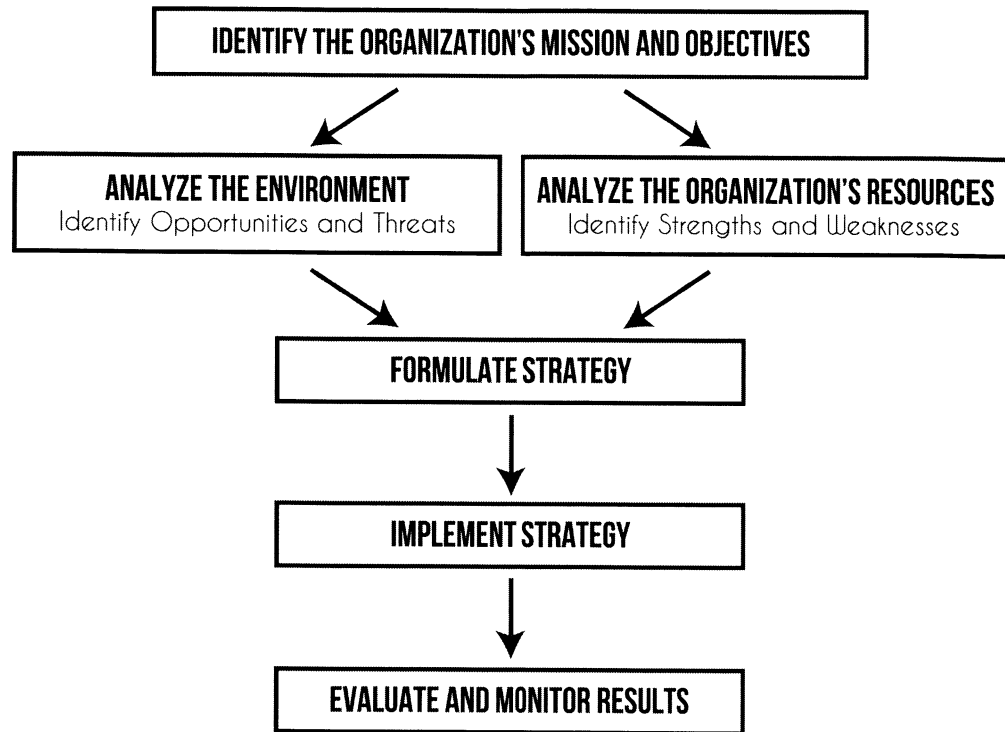 IDENTIFY THE ORGANIZATION'S MISSION AND OBJECTIVES
ANALYZE THE ENVIRONMENT
Identify Opportunities and Threats
ANALYZE THE ORGANIZATION'S RESOURCES
Identify Strengths and Weaknesses
FORMULATE STRATEGY
IMPLEMENT STRATEGY
EVALUATE AND MONITOR RESULTS